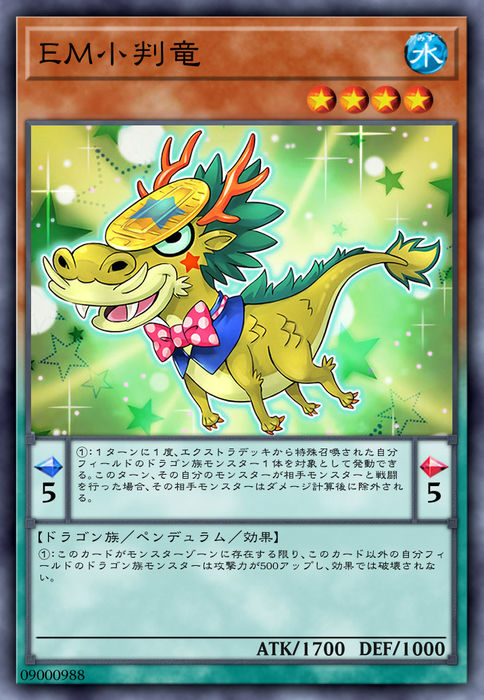 EM小判竜
みず
水
①:1ターンに1度、エクストラデッキから特殊召喚された自分
フィールドのドラゴン族モンスター1体を対象として発動でき
る。このターン、その自分のモンスターが相手モンスターと戦闘
を行った場合、その相手モンスターはダメージ計算後に除外され
る。
5
5
【ドラゴン族/ペンデュラム/効果】
①:このカードがモンスターゾーンに存在する限り、このカード以外の自分フィ
ールドのドラゴン族モンスターは攻撃力が500アップし、効果では破壊されな
い。
ATK/1700 DEF/1000
09000988